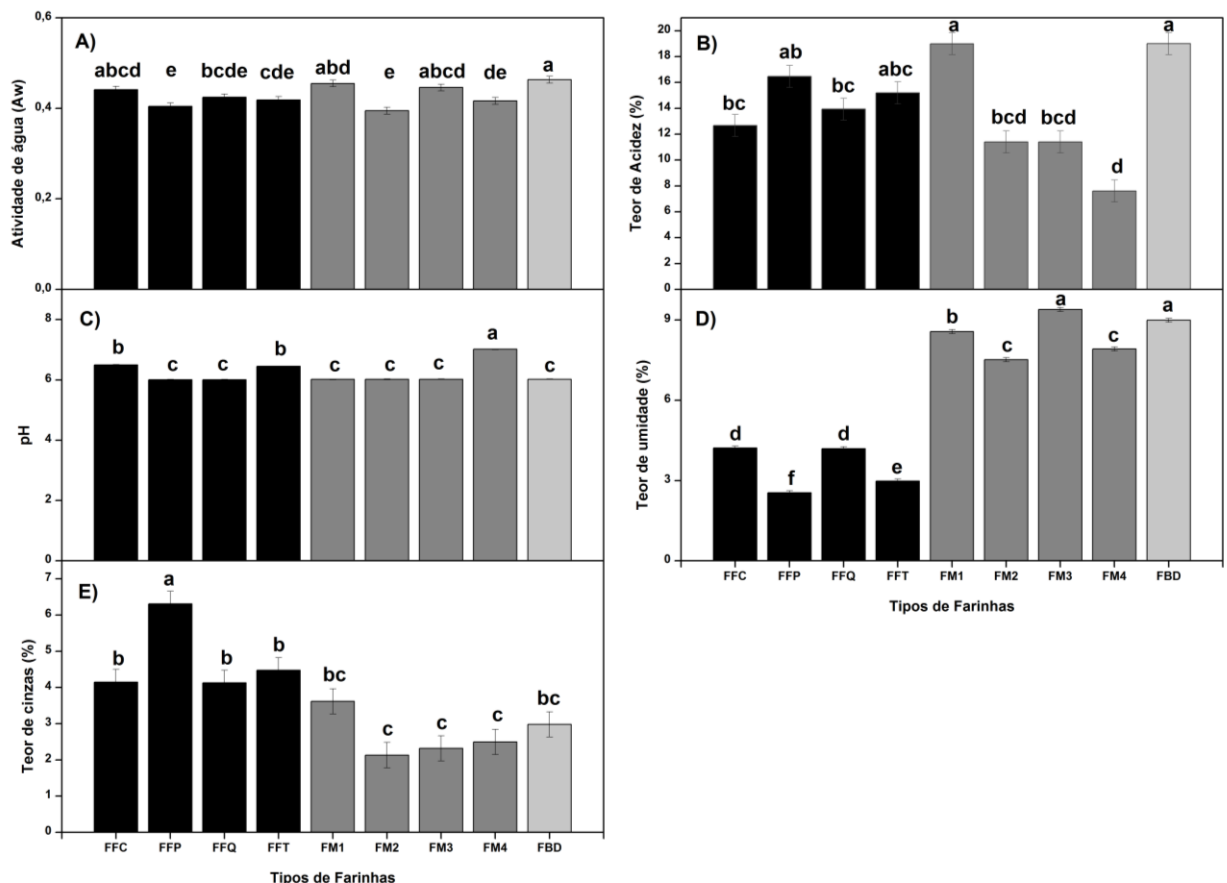 A)
Atividade de água (Aw)
0,6
0,4
0,2
0,0
abcd e bcde cde abd e abcd de a
B)
Teor de Acidez (%)
20
18
16
14
12
10
8
6
4
2
0
bc ab bc abc a bcd bcd d a
C)
pH
8
6
4
2
0
b c c b c c c a c
D)
Teor de umidade (%)
9
6
3
0
d f d e b c a c a
FFC FFP FFQ FFT FM1 FM2 FM3 FM4 FBD
Tipos de Farinhas
E)
Teor de cinzas (%)
7
6
5
4
3
2
1
0
b a b b bc c c c bc
FFC FFP FFQ FFT FM1 FM2 FM3 FM4 FBD
Tipos de Farinhas